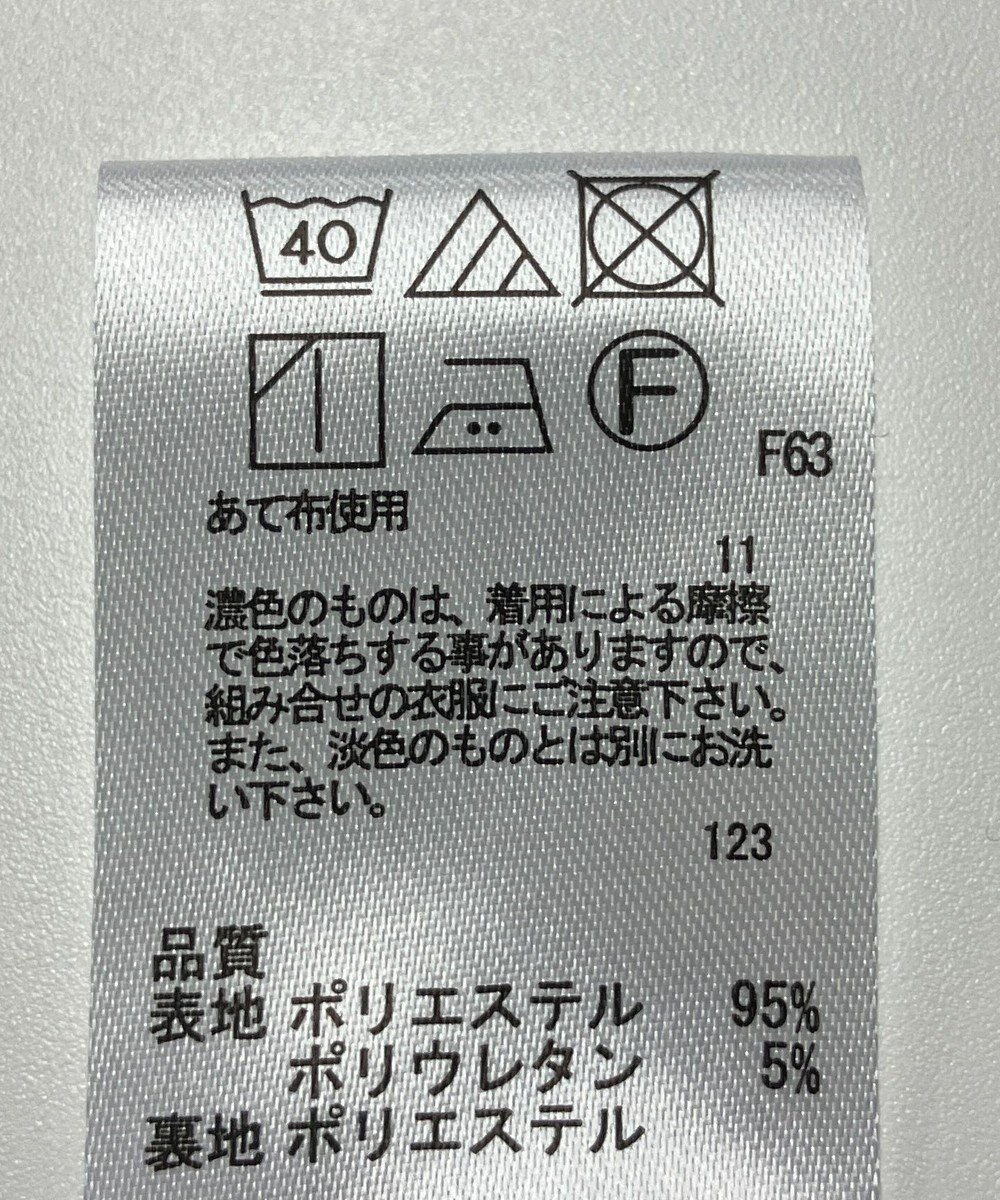 40
F
F63
あて布使用
11
濃色のものは、着用による摩擦
で色落ちする事がありますので、
組み合せの衣服にご注意下さい。
また、淡色のものとは別にお洗
い下さい。
123
品質
表地 ポリエステル 95%
ポリウレタン 5%
裏地 ポリエステル